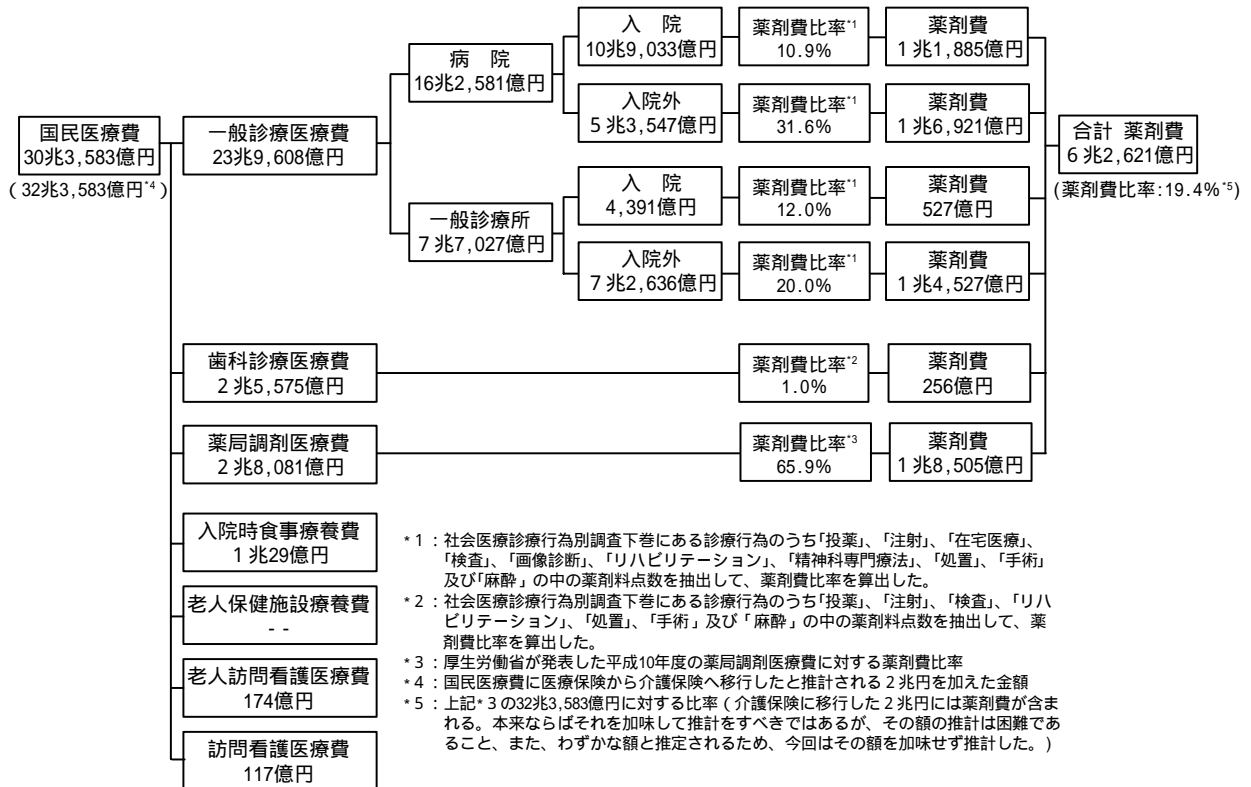 国民医療費
30兆3,583億円
(32兆3,583億円*4)
一般診療医療費
23兆9,608億円
病 院
16兆2,581億円
入 院
10兆9,033億円
薬剤費比率*1
10.9%
薬剤費
1兆1,885億円
入院外
5兆3,547億円
薬剤費比率*1
31.6%
薬剤費
1兆6,921億円
一般診療所
7兆7,027億円
入 院
4,391億円
薬剤費比率*1
12.0%
薬剤費
527億円
入院外
7兆2,636億円
薬剤費比率*1
20.0%
薬剤費
1兆4,527億円
合計 薬剤費
6兆2,621億円
(薬剤費比率:19.4%*5)
歯科診療医療費
2兆5,575億円
薬剤費比率*2
1.0%
薬剤費
256億円
薬局調剤医療費
2兆8,081億円
薬剤費比率*3
65.9%
薬剤費
1兆8,505億円
入院時食事療養費
1兆29億円
老人保健施設療養費
--
老人訪問看護医療費
174億円
訪問看護医療費
117億円
*1:社会医療診療行為別調査下巻にある診療行為のうち「投薬」、「注射」、「在宅医療」、
「検査」、「画像診断」、「リハビリテーション」、「精神科専門療法」、「処置」、「手術」
及び「麻酔」の中の薬剤料点数を抽出して、薬剤費比率を算出した。
*2:社会医療診療行為別調査下巻にある診療行為のうち「投薬」、「注射」、「検査」、「リハ
ビリテーション」、「処置」、「手術」及び「麻酔」の中の薬剤料点数を抽出して、薬
剤費比率を算出した。
*3:厚生労働省が発表した平成10年度の薬局調剤医療費に対する薬剤費比率
*4:国民医療費に医療保険から介護保険へ移行したと推計される2兆円を加えた金額
*5:上記*3の32兆3,583億円に対する比率(介護保険に移行した2兆円には薬剤費が含ま
れる。本来ならばそれを加味して推計をすべきではあるが、その額の推計は困難であ
ること、また、わずかな額と推定されるため、今回はその額を加味せず推計した。)